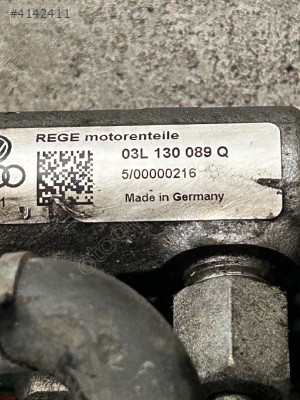 #4142411
REGE motorenteile
03L 130 089 Q
5/00000216
Made in Germany